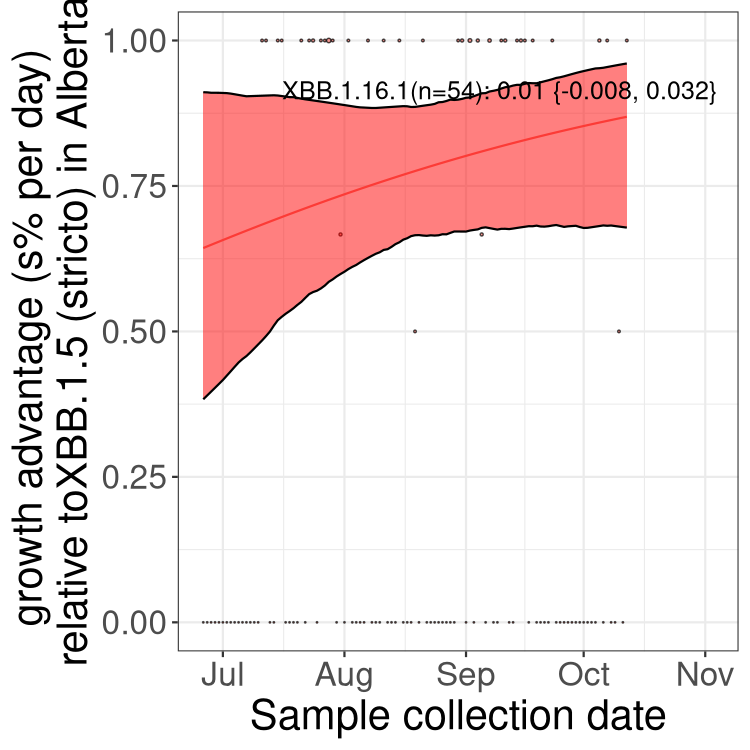 growth advantage (s% per day)
relative toXBB.1.5 (stricto) in Alberta
1.00
0.75
0.50
0.25
0.00
XBB.1.16.1(n=54): 0.01 {-0.008, 0.032}
Jul Aug Sep Oct Nov
Sample collection date